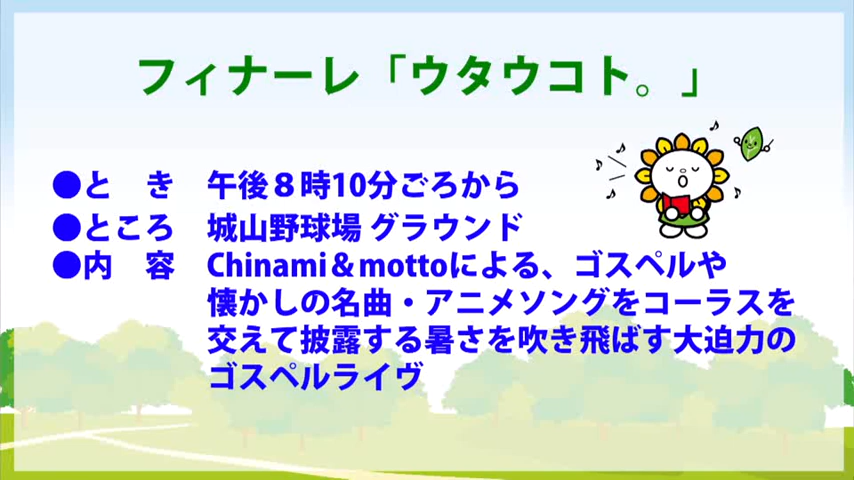 フィナーレ「ウタウコト。」
●と　き　午後８時10分ごろから
●ところ　城山野球場 グラウンド
●内　容　Chinami＆mottoによる、ゴスペルや
懐かしの名曲・アニメソングをコーラスを
交えて披露する暑さを吹き飛ばす大迫力の
ゴスペルライヴ